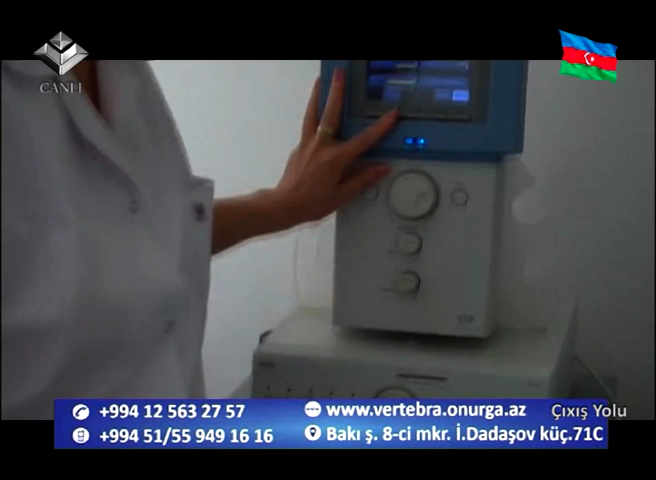 CANLI
+994 12 563 27 57
www.vertebra.onurga.az
Çıxış Yolu
+994 51/55 949 16 16
Bakı ş. 8-ci mkr. İ.Dadaşov küç.71C